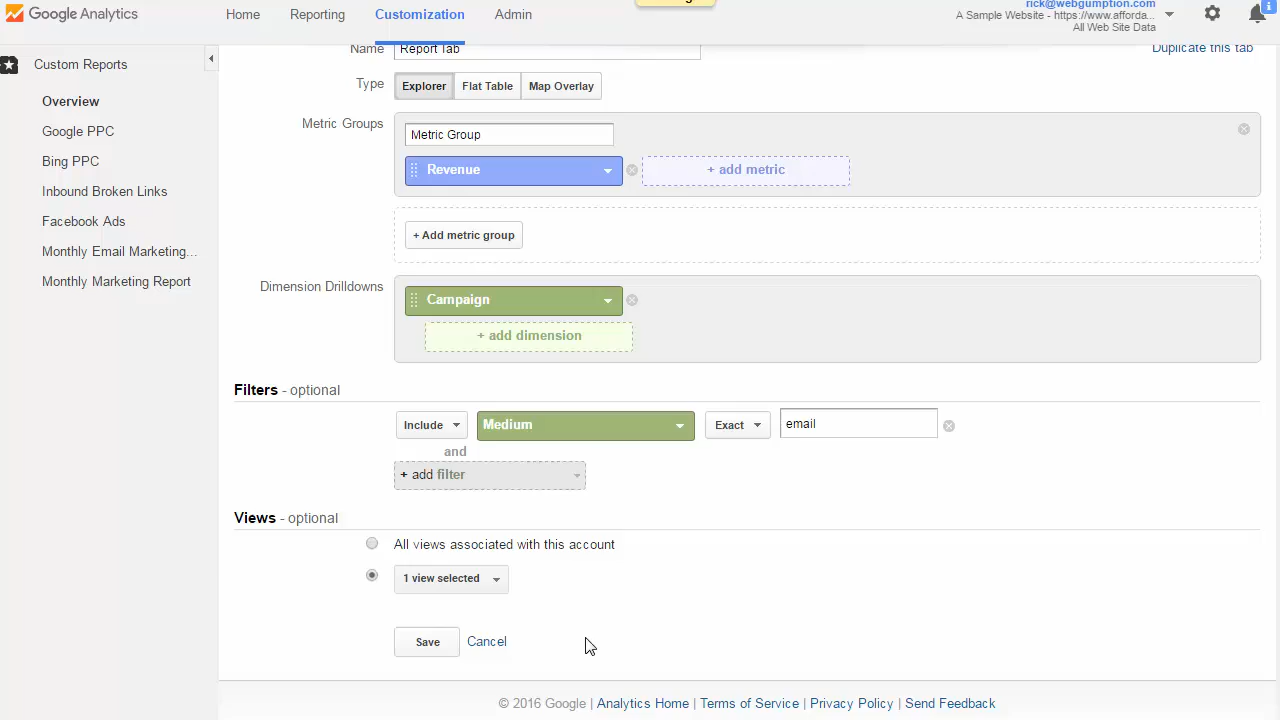 Google Analytics
Home
Reporting
Customization
Admin
rick@webgumption.com
A Sample Website - https://www.afforda...
All Web Site Data
Custom Reports
Overview
Google PPC
Bing PPC
Inbound Broken Links
Facebook Ads
Monthly Email Marketing...
Monthly Marketing Report
Name
Report Tab
Duplicate this tab
Type
Explorer
Flat Table
Map Overlay
Metric Groups
Metric Group
Revenue
+ add metric
+ Add metric group
Dimension Drilldowns
Campaign
+ add dimension
Filters - optional
Include
Medium
Exact
email
and
+ add filter
Views - optional
All views associated with this account
1 view selected
Save
Cancel
© 2016 Google | Analytics Home | Terms of Service | Privacy Policy | Send Feedback